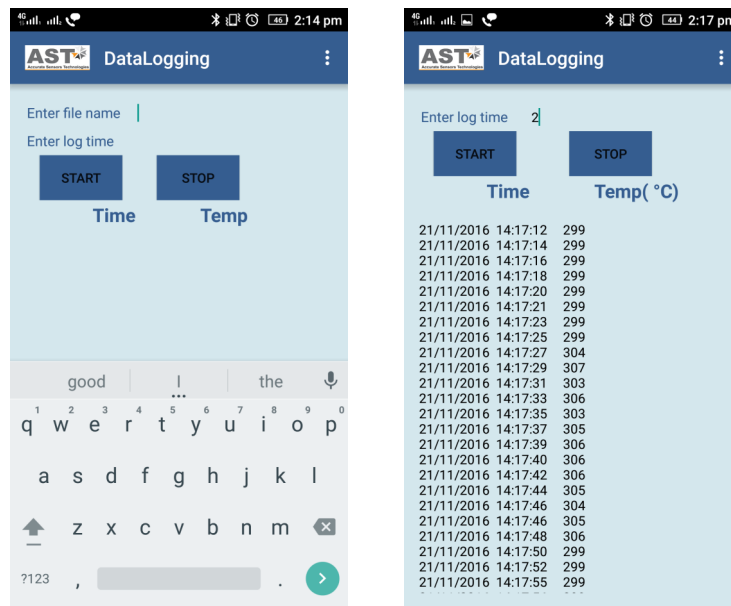 4G 46 2:14 pm
AST DataLogging
Accurate Sensors Technologies
Enter file name
Enter log time
START STOP
Time Temp
good I the
1 2 3 4 5 6 7 8 9 0
q w e r t y u i o p
a s d f g h j k l
z x c v b n m
?123 , .
4G 44 2:17 pm
AST DataLogging
Accurate Sensors Technologies
Enter log time 2
START STOP
Time Temp( °C)
21/11/2016 14:17:12 299
21/11/2016 14:17:14 299
21/11/2016 14:17:16 299
21/11/2016 14:17:18 299
21/11/2016 14:17:20 299
21/11/2016 14:17:21 299
21/11/2016 14:17:23 299
21/11/2016 14:17:25 299
21/11/2016 14:17:27 304
21/11/2016 14:17:29 307
21/11/2016 14:17:31 303
21/11/2016 14:17:33 306
21/11/2016 14:17:35 303
21/11/2016 14:17:37 305
21/11/2016 14:17:39 306
21/11/2016 14:17:40 306
21/11/2016 14:17:42 306
21/11/2016 14:17:44 305
21/11/2016 14:17:46 304
21/11/2016 14:17:46 305
21/11/2016 14:17:48 306
21/11/2016 14:17:50 299
21/11/2016 14:17:52 299
21/11/2016 14:17:55 299